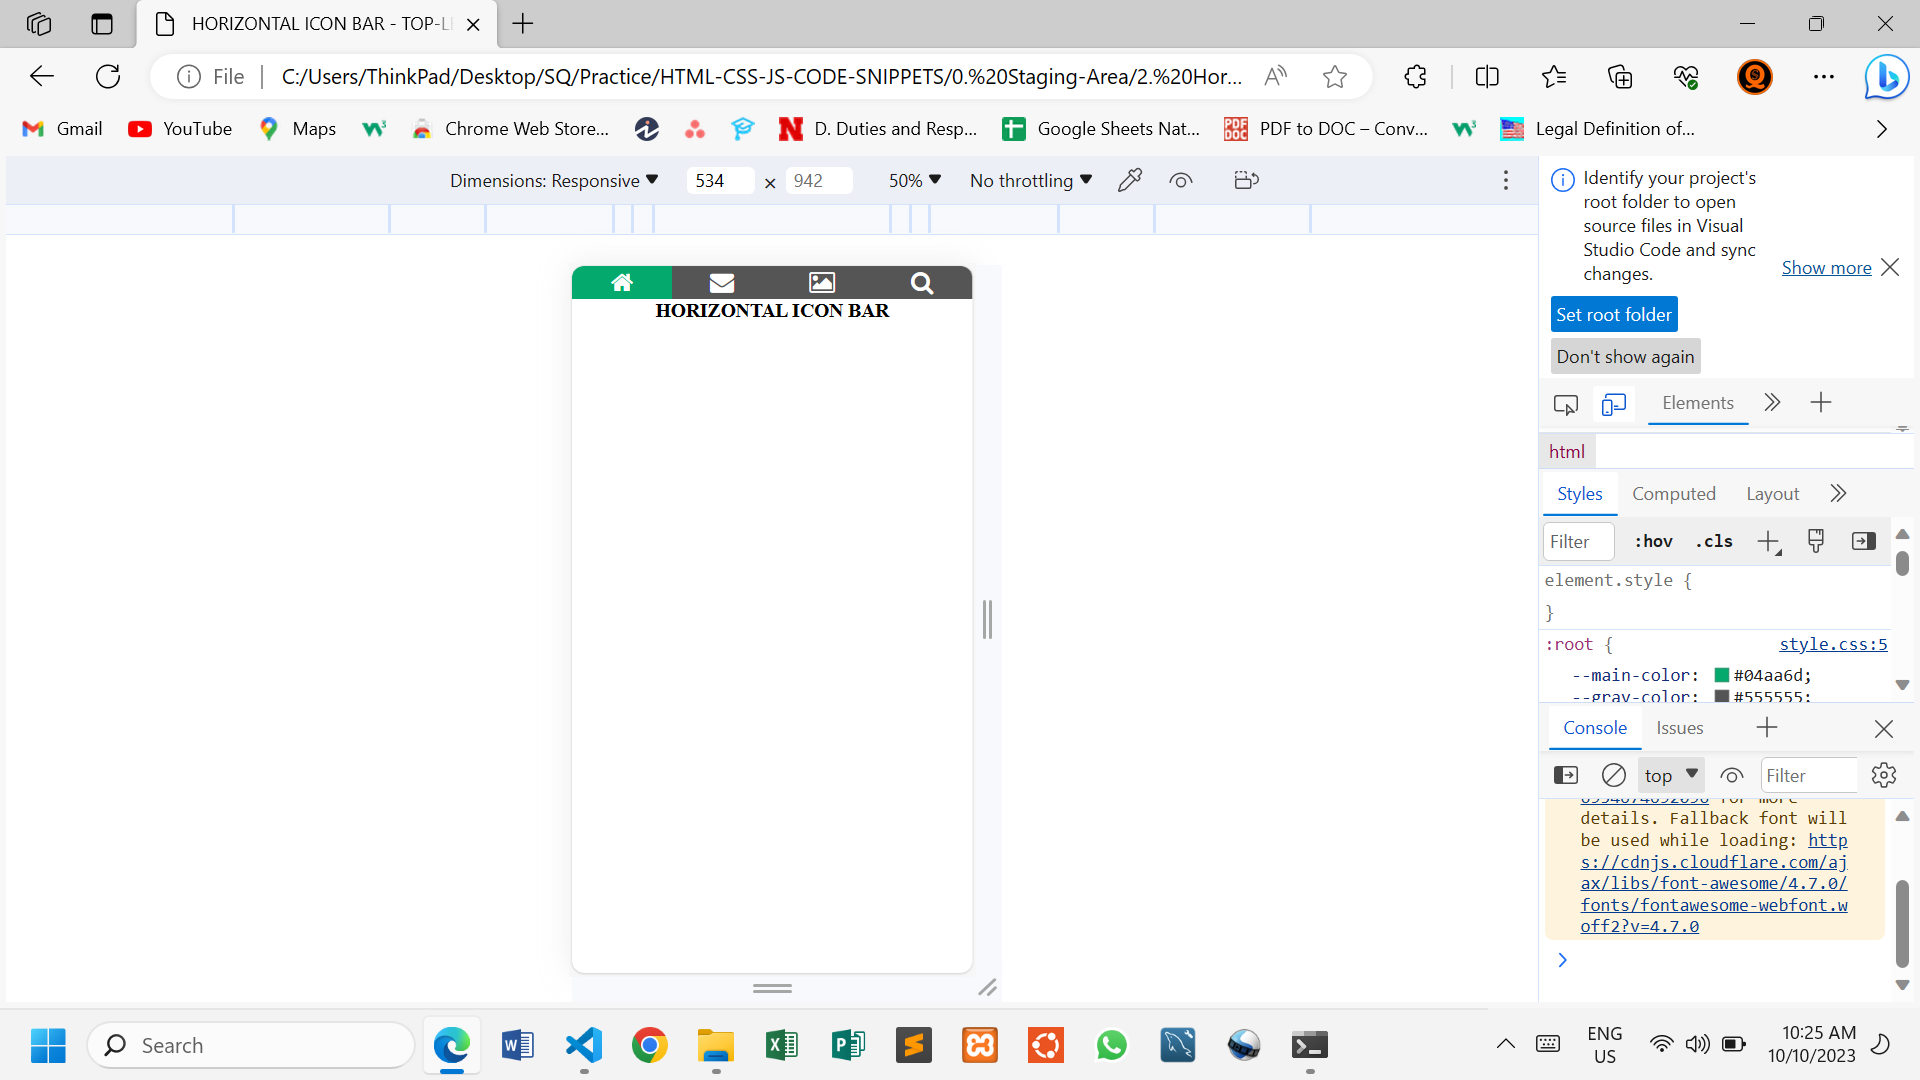 HORIZONTAL ICON BAR - TOP-L
File
C:/Users/ThinkPad/Desktop/SQ/Practice/HTML-CSS-JS-CODE-SNIPPETS/0.%20Staging-Area/2.%20Hor...
Gmail
YouTube
Maps
Chrome Web Store...
D. Duties and Resp...
Google Sheets Nat...
PDF to DOC – Conv...
Legal Definition of...
Dimensions: Responsive
534
×
942
50%
No throttling
HORIZONTAL ICON BAR
Identify your project's
root folder to open
source files in Visual
Studio Code and sync
changes.
Show more
Set root folder
Don't show again
Elements
html
Styles
Computed
Layout
Filter
:hov
.cls
element.style {
}
:root {
style.css:5
--main-color: #04aa6d;
--gray-color: #555555;
Console
Issues
top
Filter
for more
details. Fallback font will
be used while loading: http
s://cdnjs.cloudflare.com/aj
ax/libs/font-awesome/4.7.0/
fonts/fontawesome-webfont.w
off2?v=4.7.0
Search
ENG
US
10:25 AM
10/10/2023